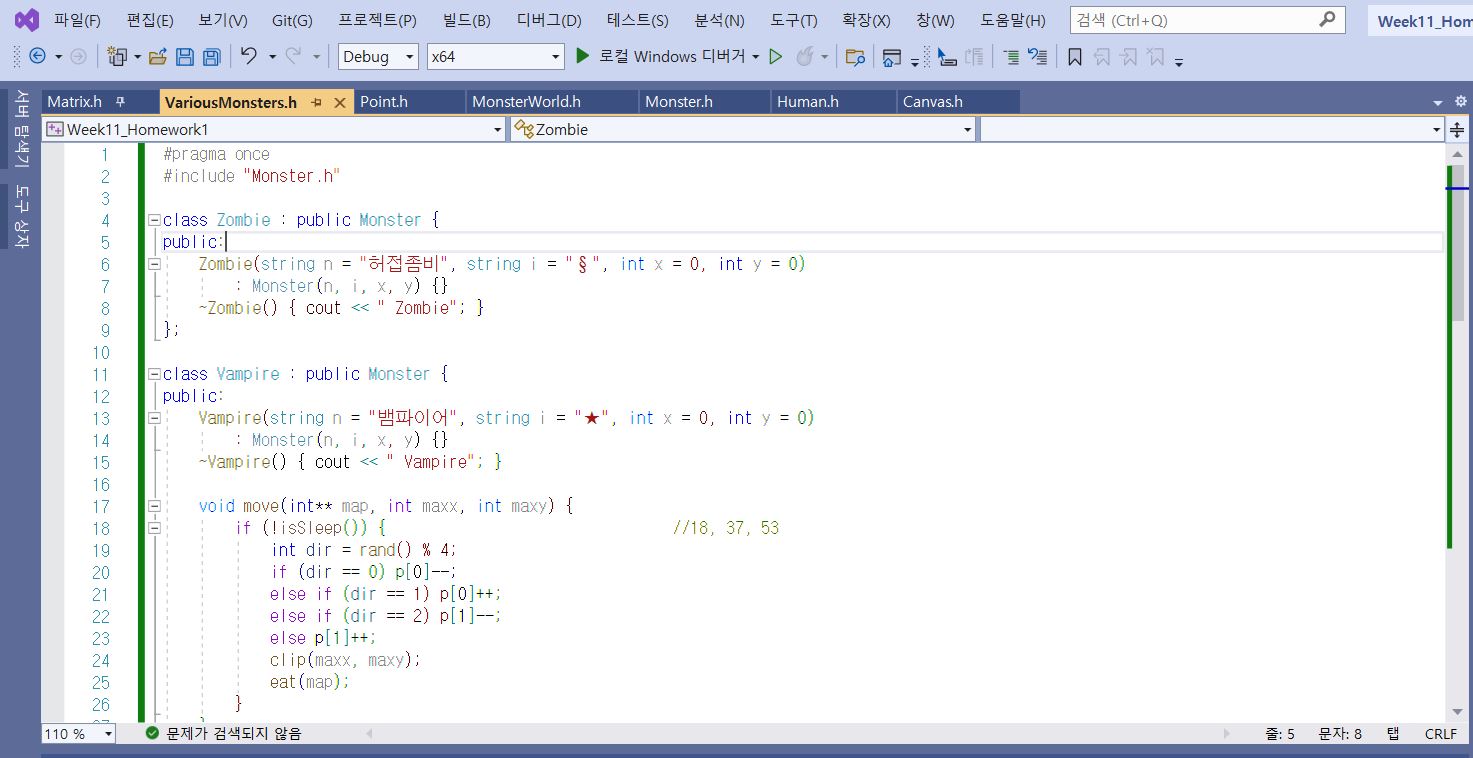 파일(F) 편집(E) 보기(V) Git(G) 프로젝트(P) 빌드(B) 디버그(D) 테스트(S) 분석(N) 도구(T) 확장(X) 창(W) 도움말(H) 검색 (Ctrl+Q) Week11_Hom
Debug x64 로컬 Windows 디버거
서버 탐색기
도구 상자
Matrix.h VariousMonsters.h Point.h MonsterWorld.h Monster.h Human.h Canvas.h
Week11_Homework1 Zombie
1 #pragma once
2 #include "Monster.h"
3
4 class Zombie : public Monster {
5 public:
6 Zombie(string n = "허접좀비", string i = "§", int x = 0, int y = 0)
7 : Monster(n, i, x, y) {}
8 ~Zombie() { cout << " Zombie"; }
9 };
10
11 class Vampire : public Monster {
12 public:
13 Vampire(string n = "뱀파이어", string i = "★", int x = 0, int y = 0)
14 : Monster(n, i, x, y) {}
15 ~Vampire() { cout << " Vampire"; }
16
17 void move(int** map, int maxx, int maxy) {
18 if (!isSleep()) { //18, 37, 53
19 int dir = rand() % 4;
20 if (dir == 0) p[0]--;
21 else if (dir == 1) p[0]++;
22 else if (dir == 2) p[1]--;
23 else p[1]++;
24 clip(maxx, maxy);
25 eat(map);
26 }
110 % 문제가 검색되지 않음 줄: 5 문자: 8 탭 CRLF